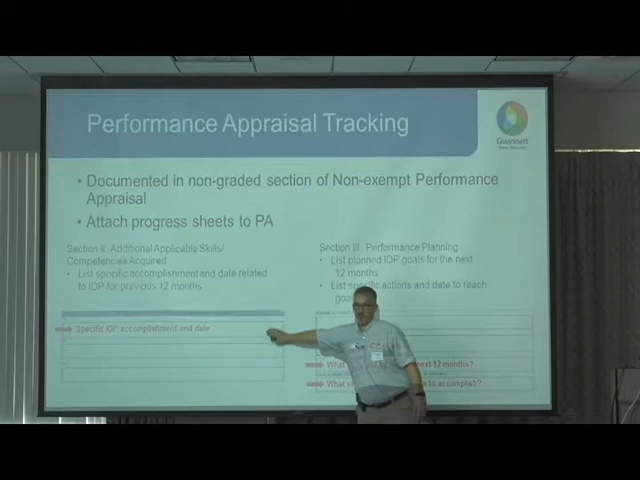 Performance Appraisal Tracking
Gwinnett
• Documented in non-graded section of Non-exempt Performance
Appraisal
• Attach progress sheets to PA
Section II: Additional Applicable Skills/
Competencies Acquired
• List specific accomplishment and date related
to IDP for previous 12 months
Specific IDP accomplishment and date
Section III: Performance Planning
• List planned IDP goals for the next
12 months
• List specific actions and date to reach
What
next 12 months?
What
to accomplish?